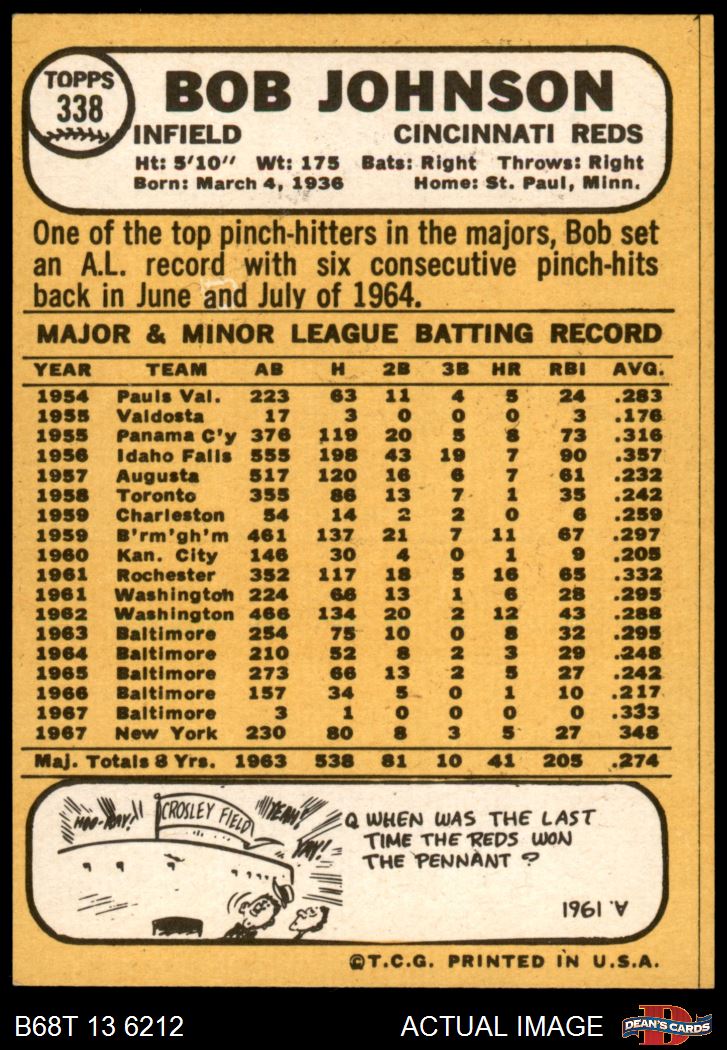 TOPPS
338
BOB JOHNSON
INFIELD CINCINNATI REDS
Ht: 5'10" Wt: 175 Bats: Right Throws: Right
Born: March 4, 1936 Home: St. Paul, Minn.
One of the top pinch-hitters in the majors, Bob set
an A.L. record with six consecutive pinch-hits
back in June and July of 1964.
MAJOR & MINOR LEAGUE BATTING RECORD
YEAR TEAM AB H 2B 3B HR RBI AVG.
1954 Pauls Val. 223 63 11 4 5 24 .283
1955 Valdosta 17 3 0 0 0 3 .176
1955 Panama C'y 376 119 20 5 8 73 .316
1956 Idaho Falls 555 198 43 19 7 90 .357
1957 Augusta 517 120 16 6 7 61 .232
1958 Toronto 355 86 13 7 1 35 .242
1959 Charleston 54 14 2 2 0 6 .259
1959 B'rm'gh'm 461 137 21 7 11 67 .297
1960 Kan. City 146 30 4 0 1 9 .205
1961 Rochester 352 117 18 5 16 65 .332
1961 Washington 224 66 13 1 6 28 .295
1962 Washington 466 134 20 2 12 43 .288
1963 Baltimore 254 75 10 0 8 32 .295
1964 Baltimore 210 52 8 2 3 29 .248
1965 Baltimore 273 66 13 2 5 27 .242
1966 Baltimore 157 34 5 0 1 10 .217
1967 Baltimore 3 1 0 0 0 0 .333
1967 New York 230 80 8 3 5 27 348
Maj. Totals 8 Yrs. 1963 538 81 10 41 205 .274
HOO-RAY! CROSLEY FIELD YEAH!
YAY!
Q WHEN WAS THE LAST
TIME THE REDS WON
THE PENNANT ?
A. 1961
©T.C.G. PRINTED IN U.S.A.
B68T 13 6212 ACTUAL IMAGE
D
DEAN'S CARDS